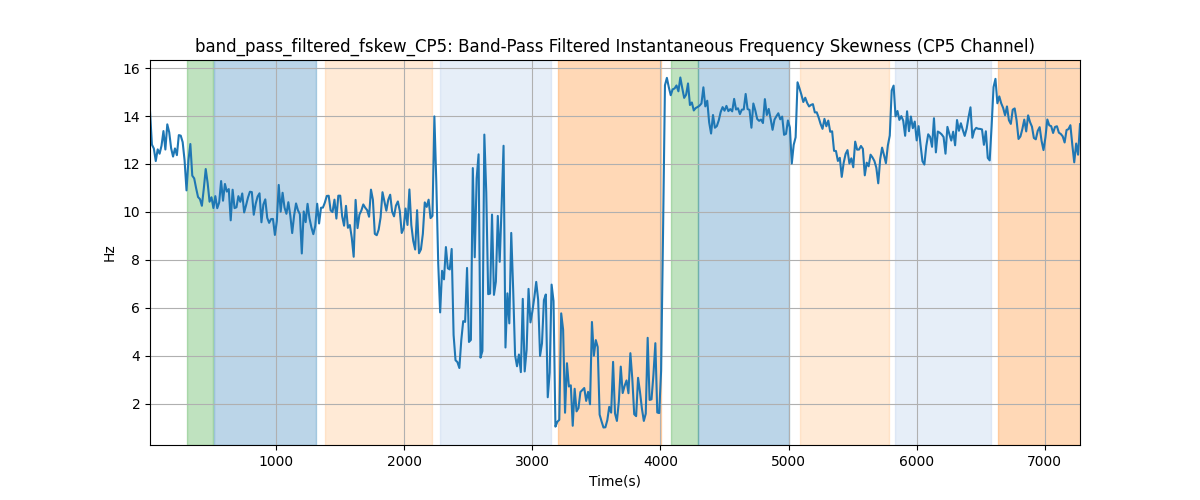 band_pass_filtered_fskew_CP5: Band-Pass Filtered Instantaneous Frequency Skewness (CP5 Channel)
16
14
12
10
8
6
4
2
Hz
1000 2000 3000 4000 5000 6000 7000
Time(s)